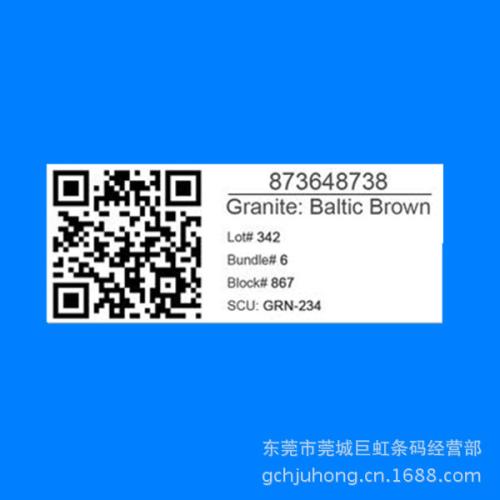 873648738
Granite: Baltic Brown
Lot# 342
Bundle# 6
Block# 867
SCU: GRN-234
东莞市莞城巨虹条码经营部
gchjuhong.cn.1688.com